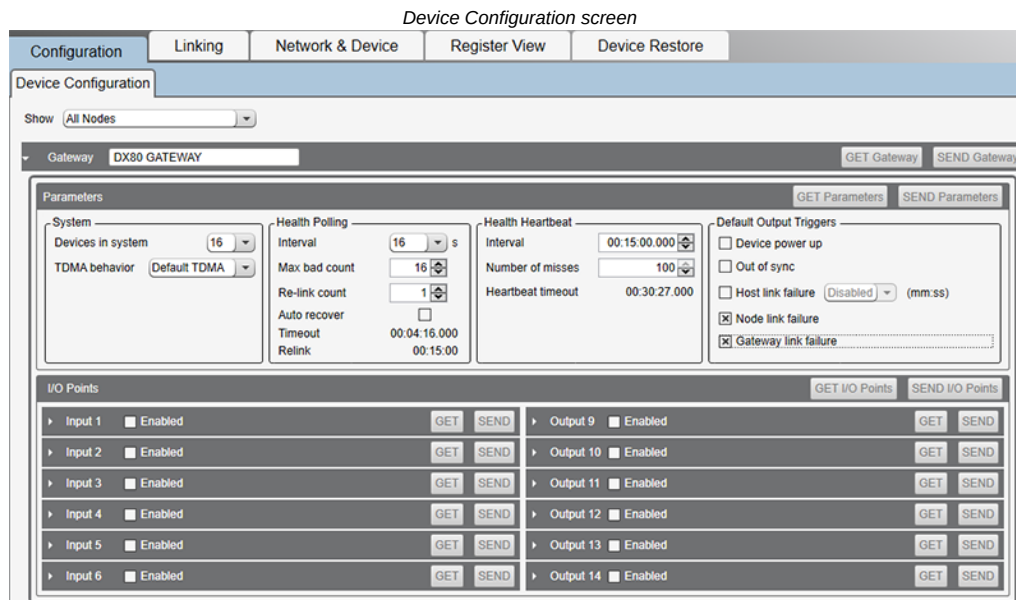 Device Configuration screen
Configuration Linking Network & Device Register View Device Restore
Device Configuration
Show All Nodes
Gateway DX80 GATEWAY GET Gateway SEND Gateway
Parameters GET Parameters SEND Parameters
System
Devices in system 16
TDMA behavior Default TDMA
Health Polling
Interval 16 s
Max bad count 16
Re-link count 1
Auto recover
Timeout 00:04:16.000
Relink 00:15:00
Health Heartbeat
Interval 00:15:00.000
Number of misses 100
Heartbeat timeout 00:30:27.000
Default Output Triggers
Device power up
Out of sync
Host link failure Disabled (mm:ss)
Node link failure
Gateway link failure
I/O Points GET I/O Points SEND I/O Points
Input 1 Enabled GET SEND Output 9 Enabled GET SEND
Input 2 Enabled GET SEND Output 10 Enabled GET SEND
Input 3 Enabled GET SEND Output 11 Enabled GET SEND
Input 4 Enabled GET SEND Output 12 Enabled GET SEND
Input 5 Enabled GET SEND Output 13 Enabled GET SEND
Input 6 Enabled GET SEND Output 14 Enabled GET SEND